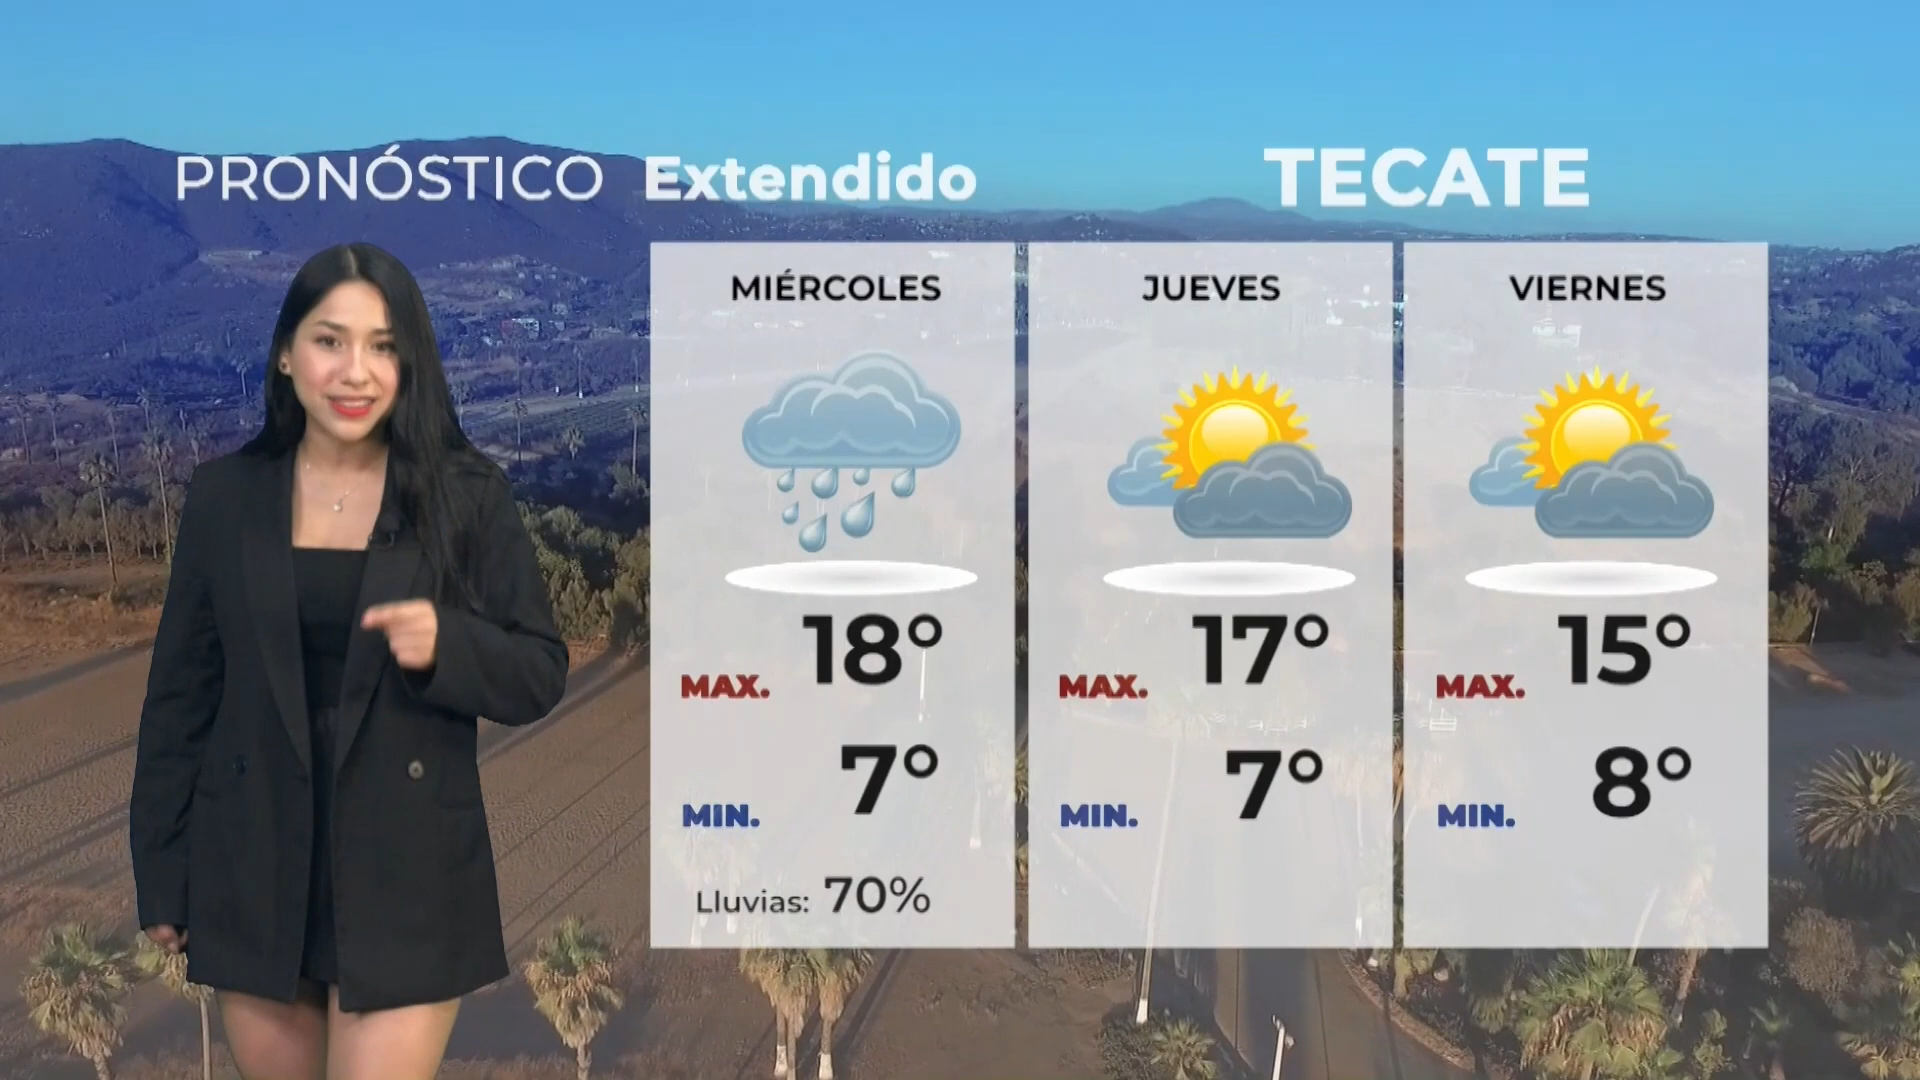 PRONÓSTICO Extendido
TECATE
MIÉRCOLES
MAX. 18°
MIN. 7°
Lluvias: 70%
JUEVES
MAX. 17°
MIN. 7°
VIERNES
MAX. 15°
MIN. 8°